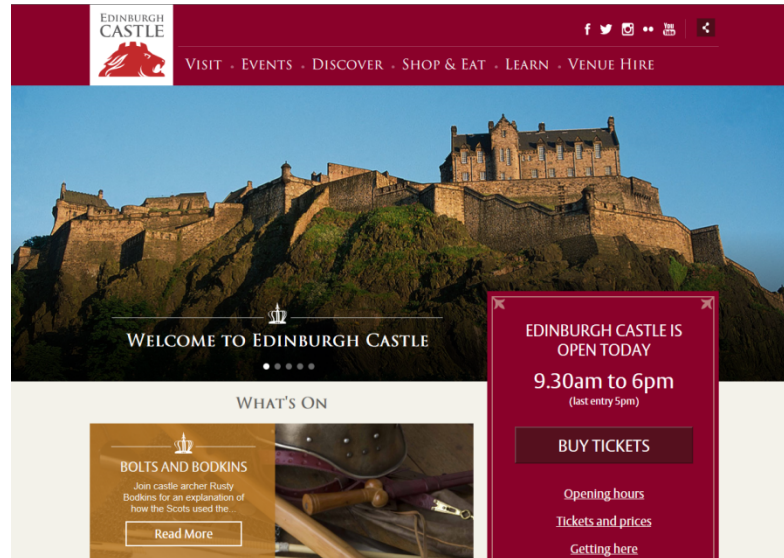 EDINBURGH
CASTLE
You
Tube
VISIT • EVENTS • DISCOVER • SHOP & EAT • LEARN • VENUE HIRE
WELCOME TO EDINBURGH CASTLE
EDINBURGH CASTLE IS
OPEN TODAY
9.30am to 6pm
(last entry 5pm)
BUY TICKETS
Opening hours
Tickets and prices
Getting here
WHAT'S ON
BOLTS AND BODKINS
Join castle archer Rusty
Bodkins for an explanation of
how the Scots used the...
Read More